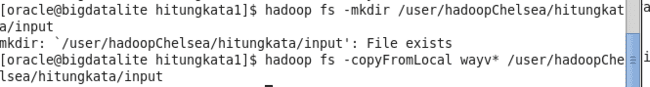 [oracle@bigdatalite hitungkata1]$ hadoop fs -mkdir /user/hadoopChelsea/hitungkat
a/input
mkdir: `/user/hadoopChelsea/hitungkata/input': File exists
[oracle@bigdatalite hitungkata1]$ hadoop fs -copyFromLocal wayv* /user/hadoopChe
lsea/hitungkata/input